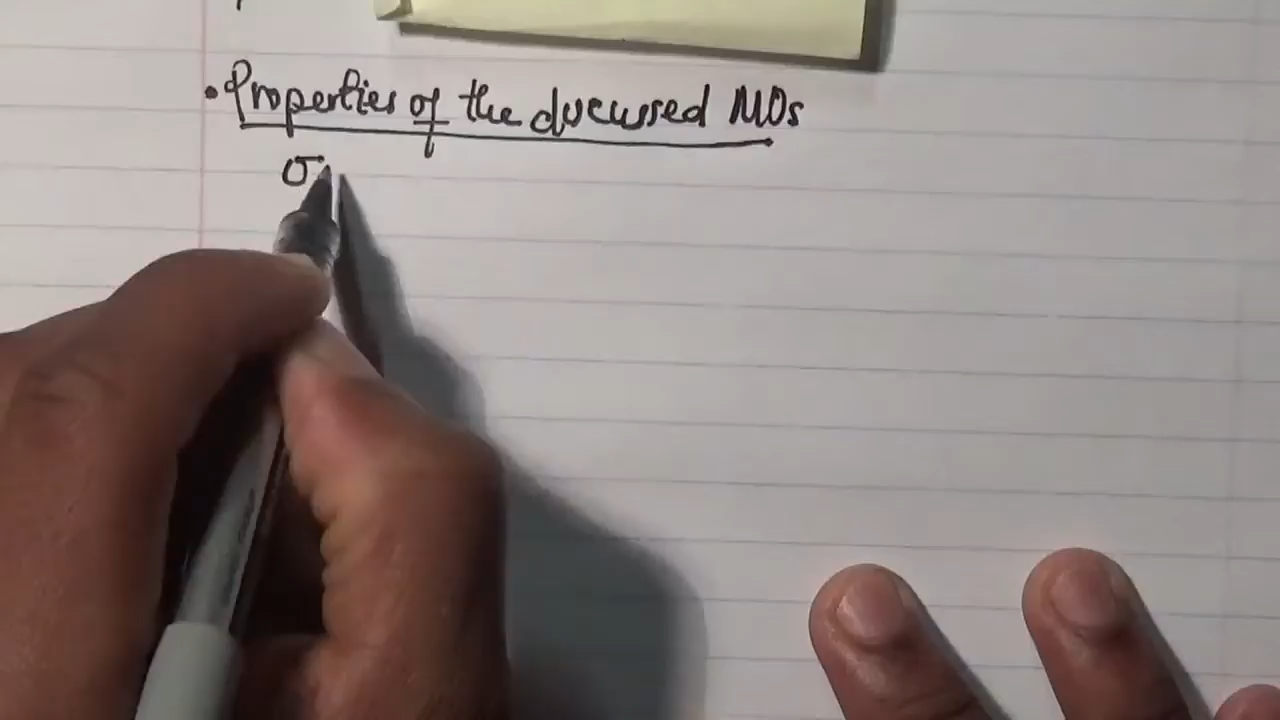 • Properties of the discussed MOs
σ